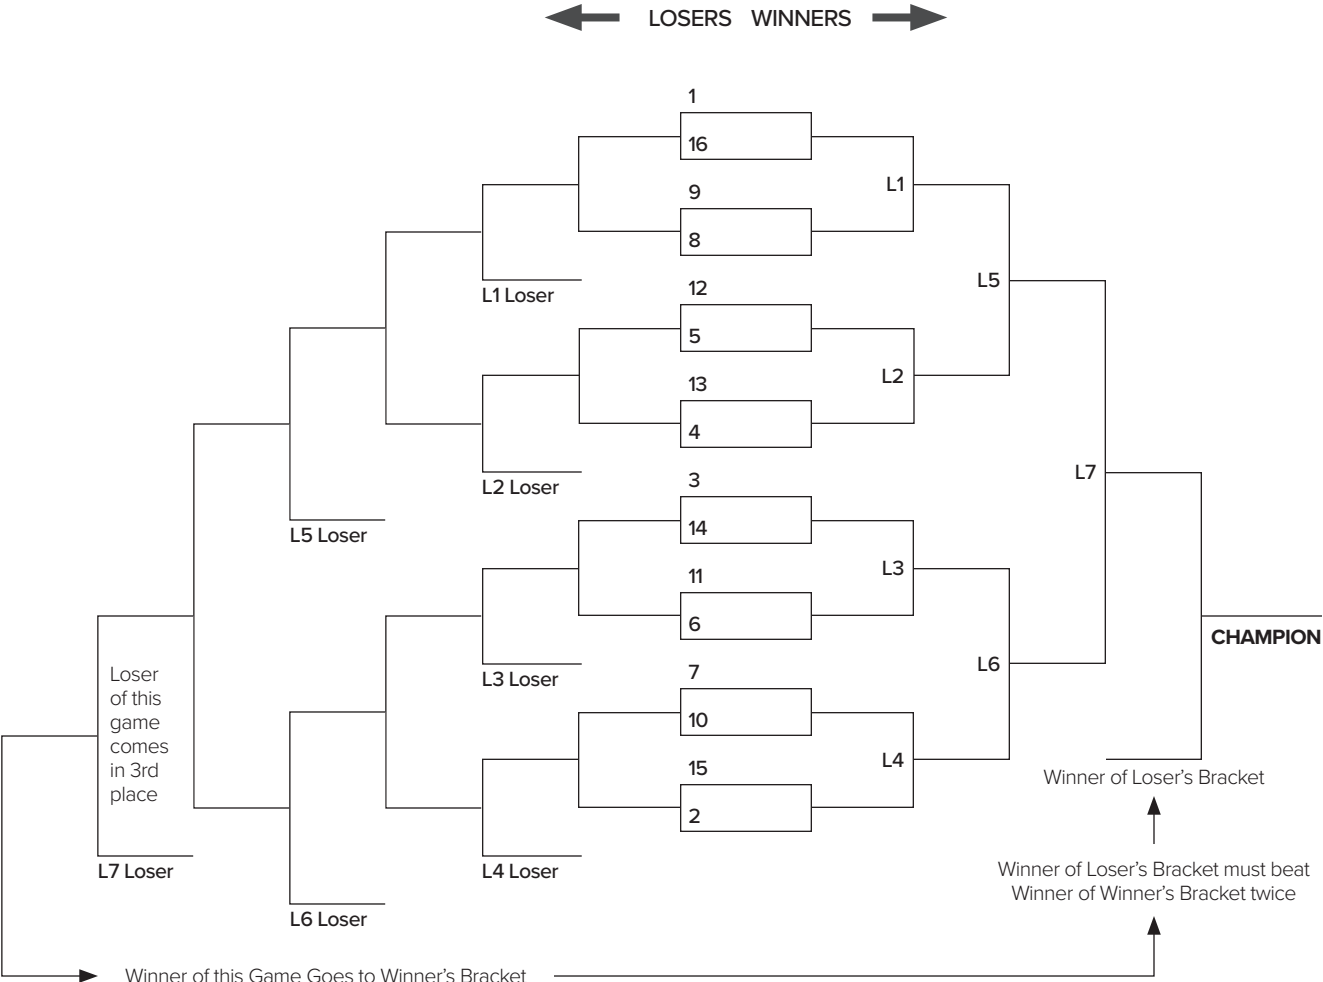 LOSERS WINNERS
1
16
L1
9
8
L5
L1 Loser
12
5
L2
13
4
L2 Loser
L7
3
14
L5 Loser
L3
11
6
CHAMPION
L6
L3 Loser
Loser
of this
game
comes
in 3rd
place
7
10
L4
15
2
Winner of Loser's Bracket
L7 Loser
L4 Loser
Winner of Loser's Bracket must beat
Winner of Winner's Bracket twice
L6 Loser
Winner of this Game Goes to Winner's Bracket